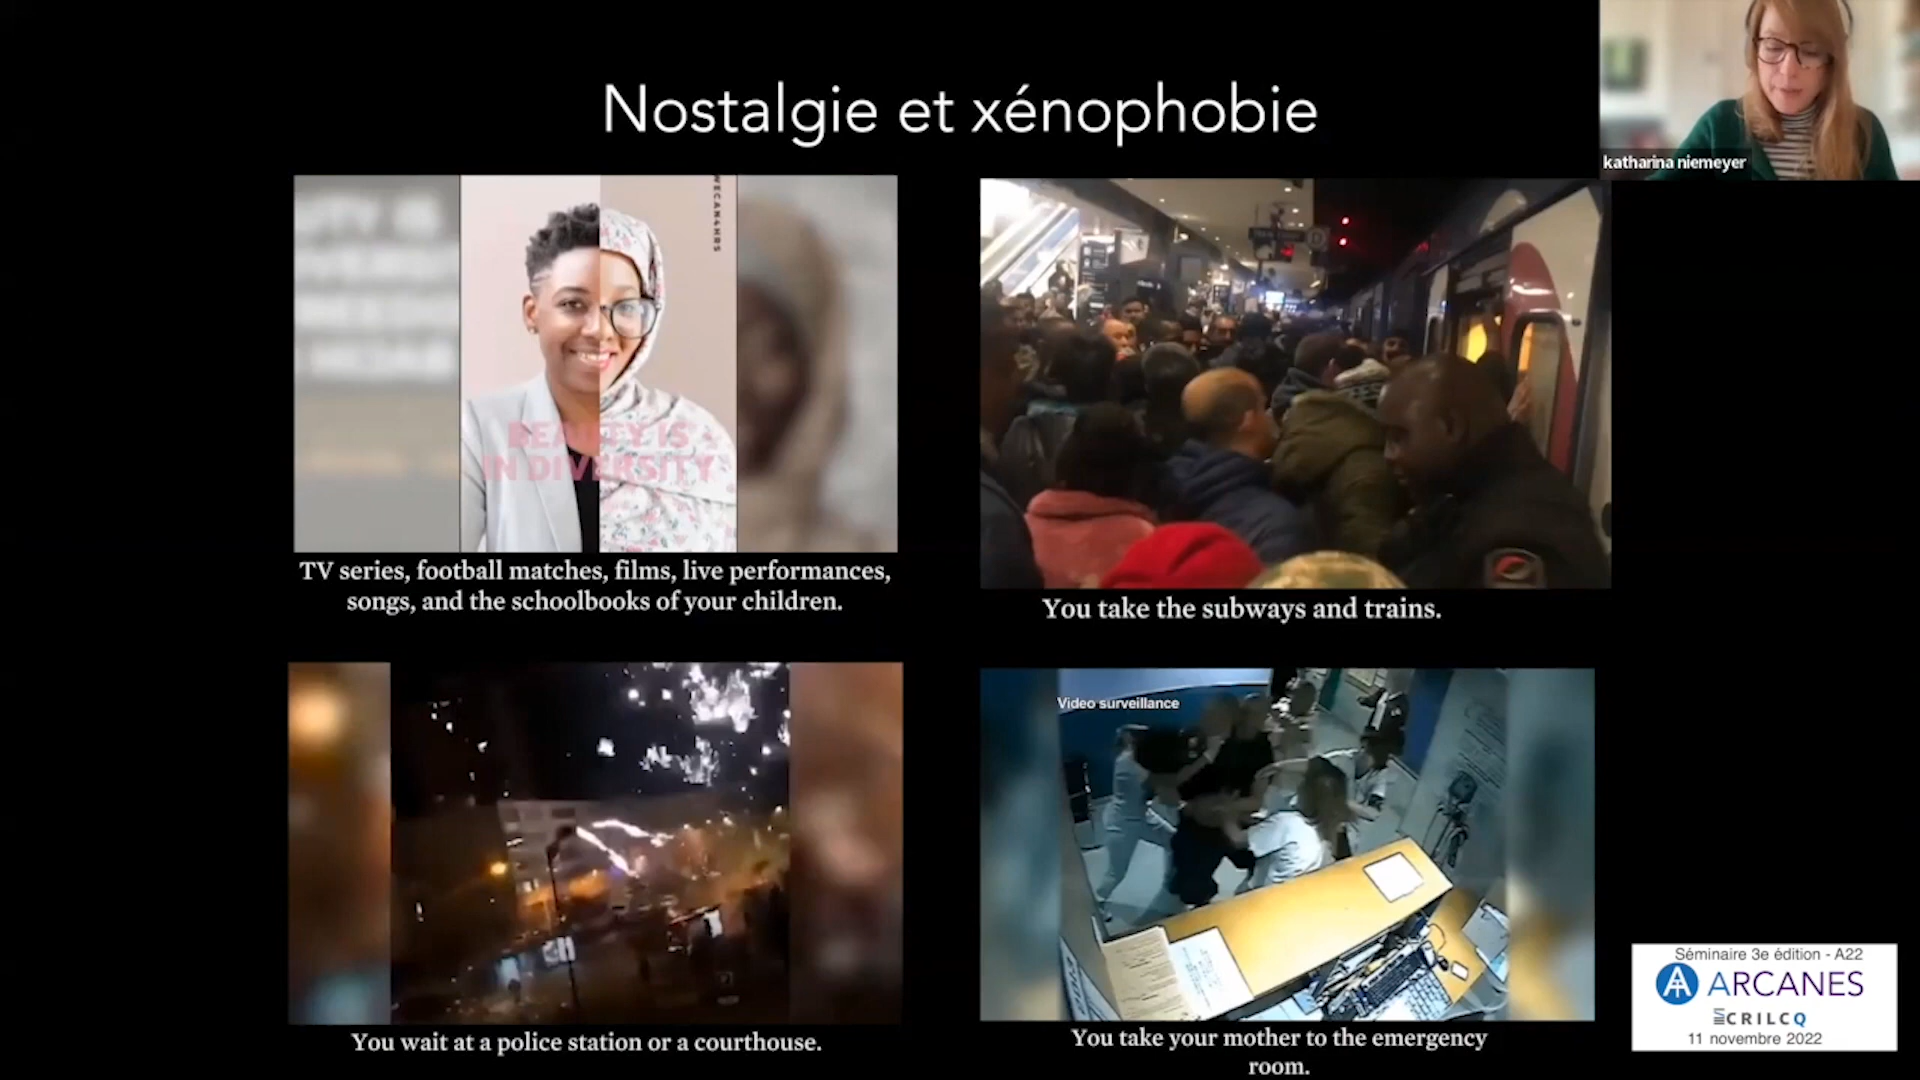 Nostalgie et xénophobie
katharina niemeyer
WECAN4HRS
BEAUTY IS
IN DIVERSITY
TV series, football matches, films, live performances,
songs, and the schoolbooks of your children.
You take the subways and trains.
You wait at a police station or a courthouse.
Video surveillance
You take your mother to the emergency
room.
Séminaire 3e édition - A22
ARCANES
CRILCQ
11 novembre 2022